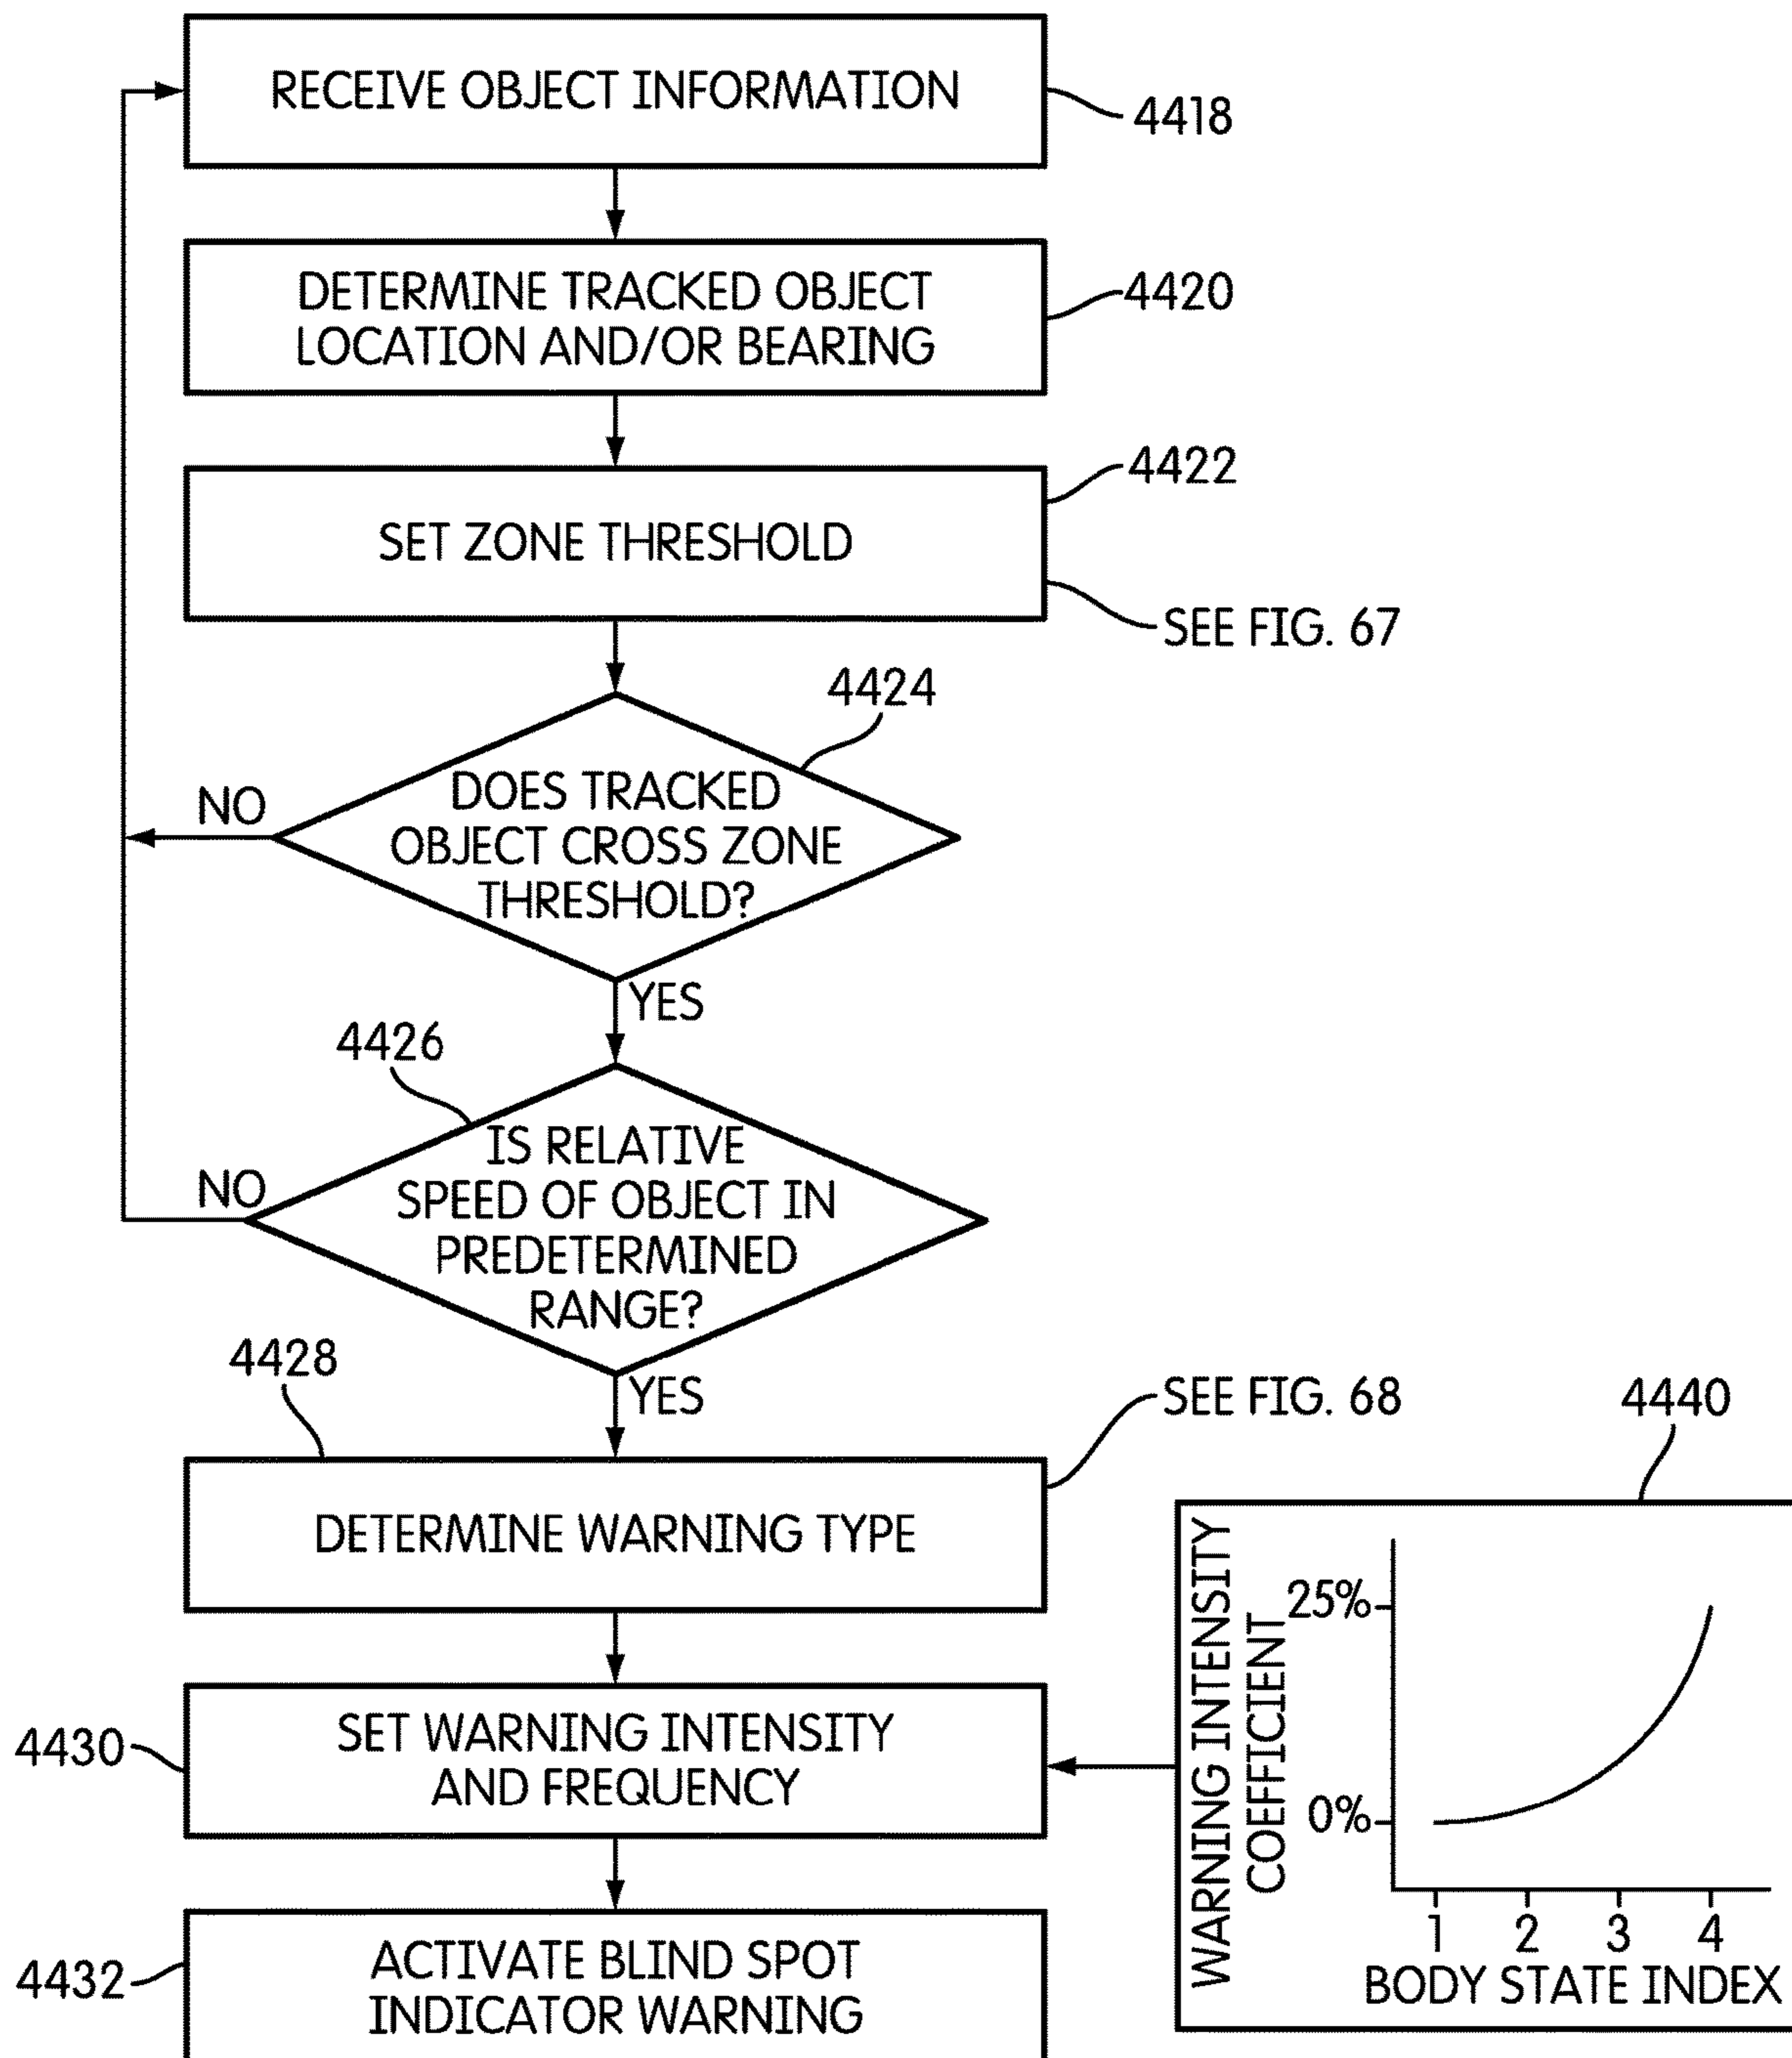 RECEIVE OBJECT INFORMATION
4418
DETERMINE TRACKED OBJECT
LOCATION AND/OR BEARING
4420
4422
SET ZONE THRESHOLD
SEE FIG. 67
4424
DOES TRACKED
OBJECT CROSS ZONE
THRESHOLD?
NO
YES
4426
IS RELATIVE
SPEED OF OBJECT IN
PREDETERMINED
RANGE?
NO
YES
4428
SEE FIG. 68
DETERMINE WARNING TYPE
4440
WARNING INTENSITY
COEFFICIENT
25%
0%
1 2 3 4
BODY STATE INDEX
4430
SET WARNING INTENSITY
AND FREQUENCY
4432
ACTIVATE BLIND SPOT
INDICATOR WARNING